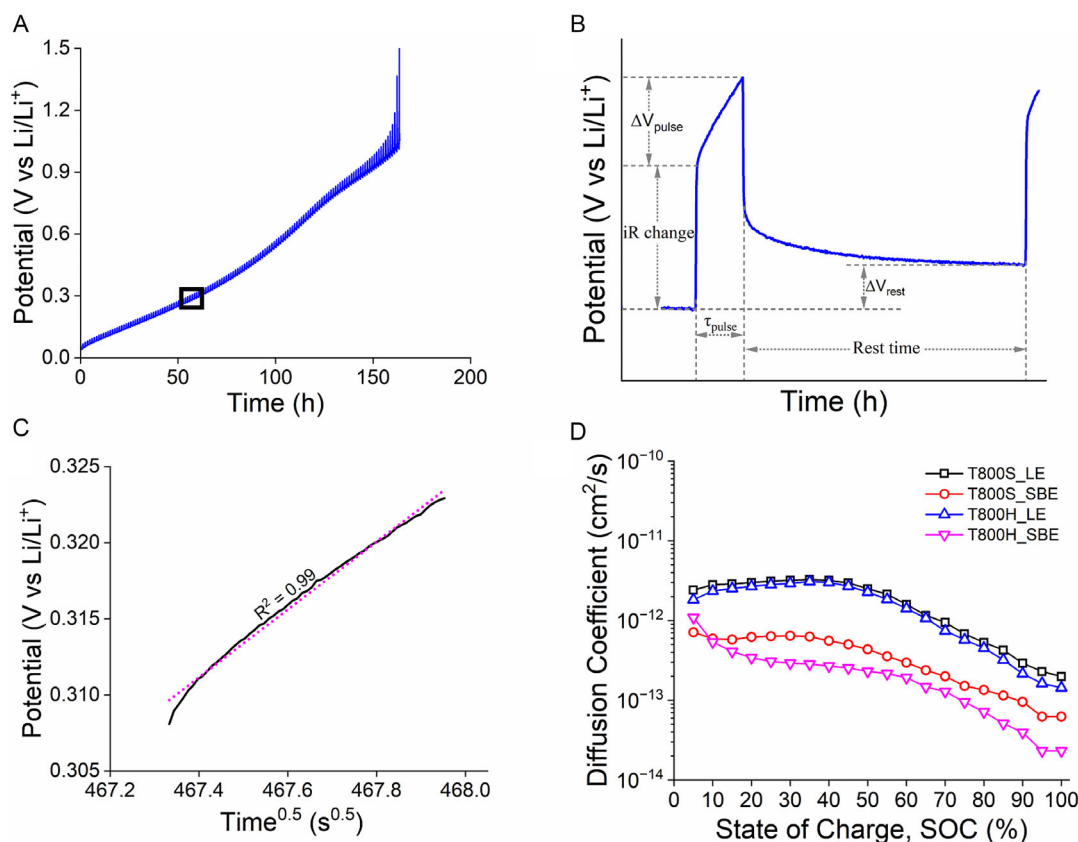 A
Potential (V vs Li/Li⁺)
1.5
1.2
0.9
0.6
0.3
0.0
0
50
100
150
200
Time (h)
B
Potential (V vs Li/Li⁺)
ΔVpulse
iR change
ΔVrest
τpulse
Rest time
Time (h)
C
Potential (V vs Li/Li⁺)
0.325
0.320
0.315
0.310
0.305
R² = 0.99
467.2
467.4
467.6
467.8
468.0
Time⁰·⁵ (s⁰·⁵)
D
Diffusion Coefficient (cm²/s)
10⁻¹⁰
10⁻¹¹
10⁻¹²
10⁻¹³
10⁻¹⁴
T800S_LE
T800S_SBE
T800H_LE
T800H_SBE
0 10 20 30 40 50 60 70 80 90 100
State of Charge, SOC (%)